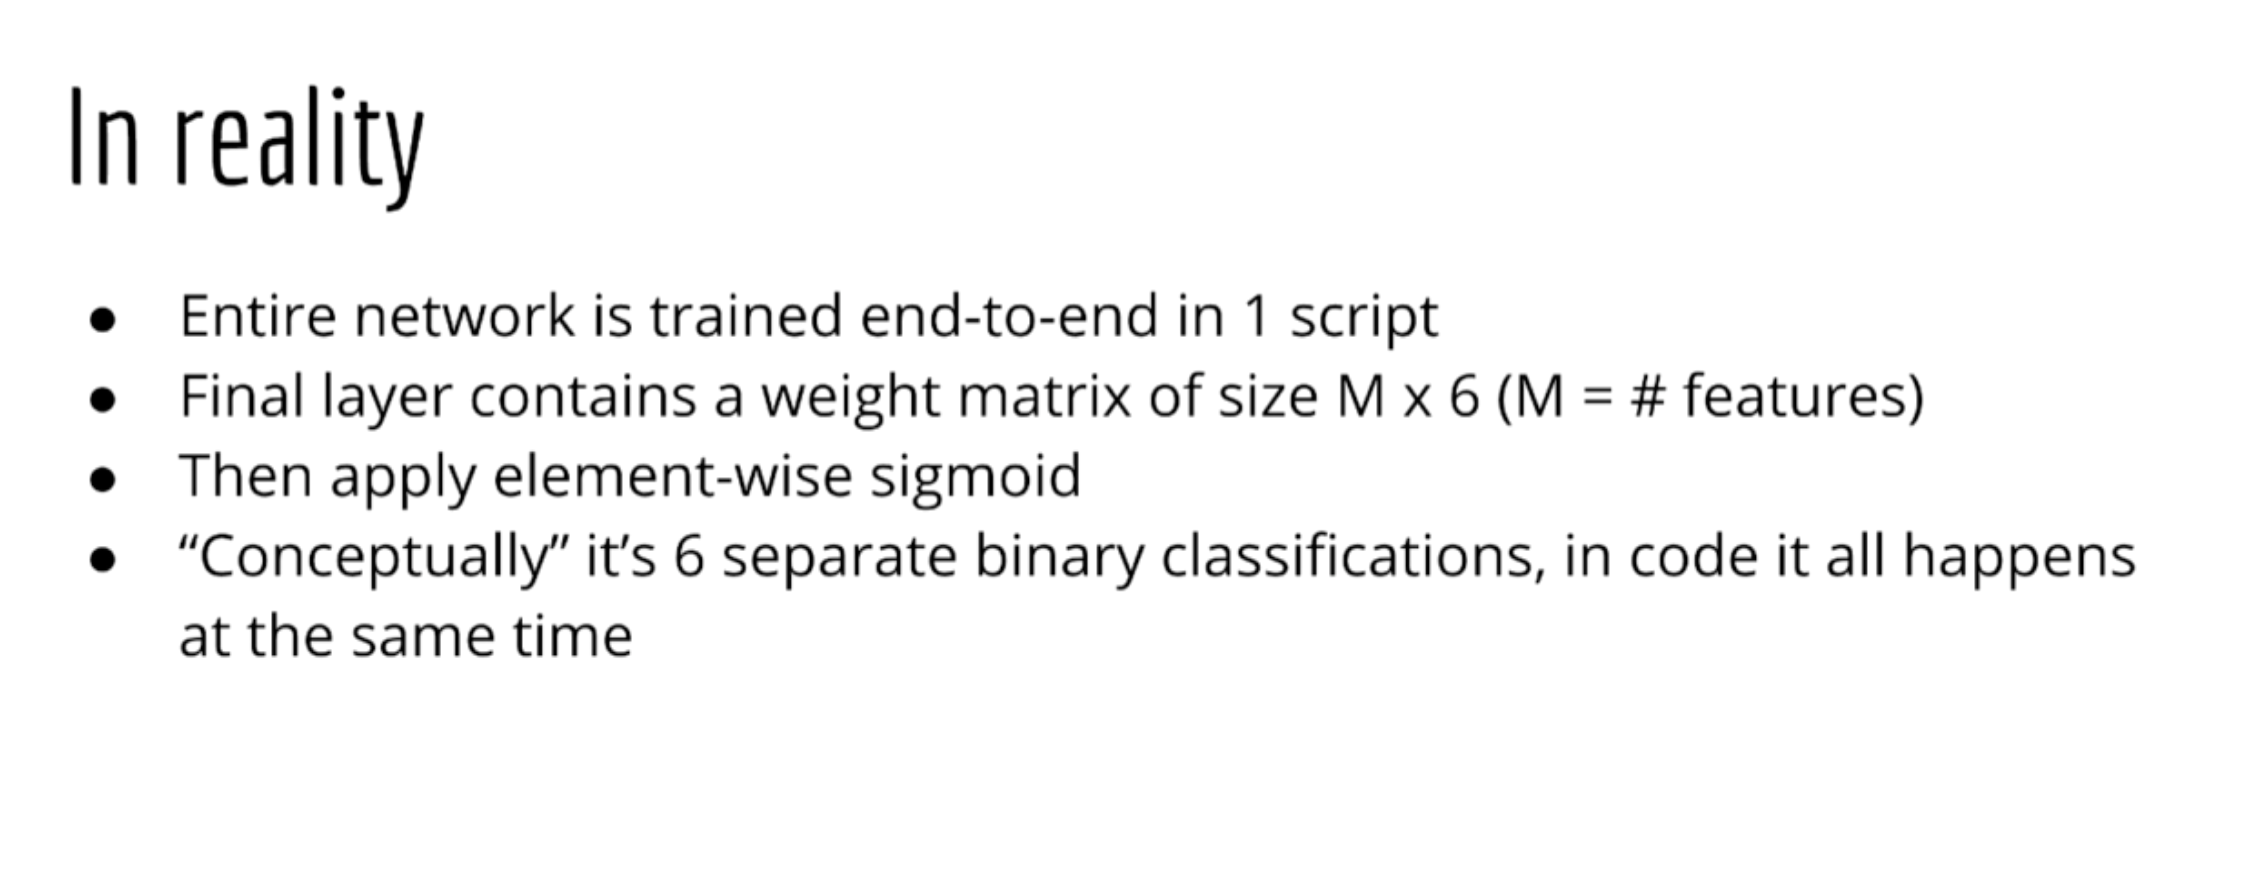 In reality
● Entire network is trained end-to-end in 1 script
● Final layer contains a weight matrix of size M x 6 (M = # features)
● Then apply element-wise sigmoid
● “Conceptually” it’s 6 separate binary classifications, in code it all happens
at the same time